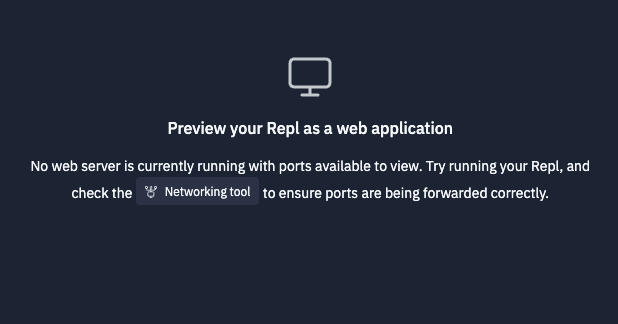 Preview your Repl as a web application
No web server is currently running with ports available to view. Try running your Repl, and
check the Networking tool to ensure ports are being forwarded correctly.